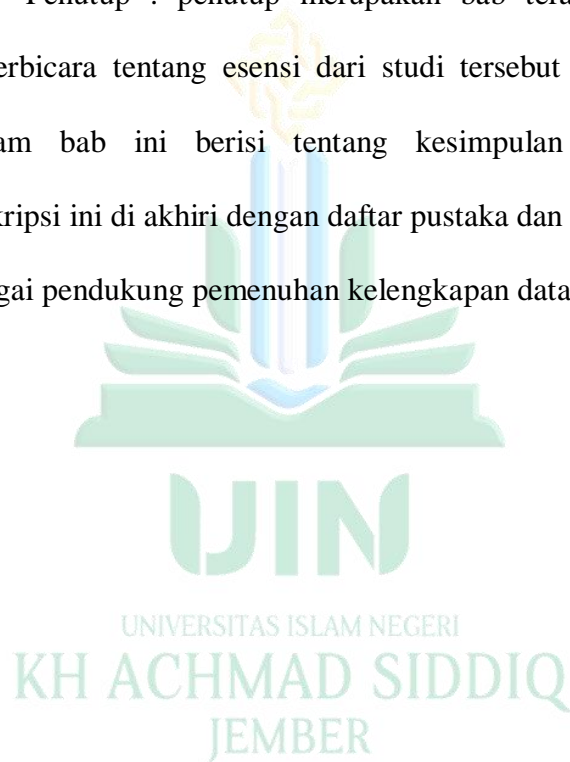 Penutup : penutup merupakan bab
erbicara tentang esensi dari studi tersebut
am bab ini berisi tentang kesimpulan
kripsi ini di akhiri dengan daftar pustaka dan
gai pendukung pemenuhan kelengkapan data
UIN
UNIVERSITAS ISLAM NEGERI
KH ACHMAD SIDDIQ
JEMBER